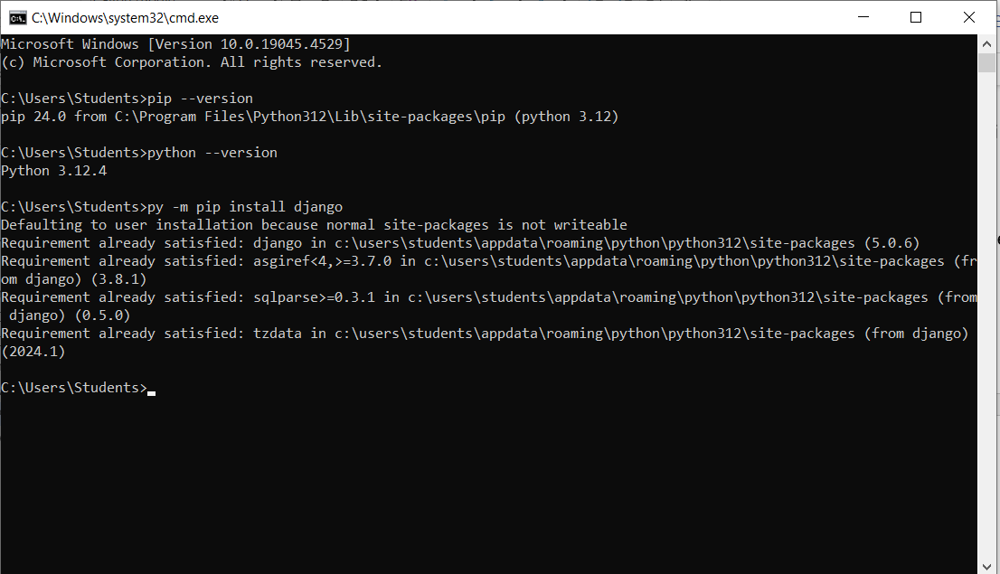 C:\Windows\system32\cmd.exe
Microsoft Windows [Version 10.0.19045.4529]
(c) Microsoft Corporation. All rights reserved.
C:\Users\Students>pip --version
pip 24.0 from C:\Program Files\Python312\Lib\site-packages\pip (python 3.12)
C:\Users\Students>python --version
Python 3.12.4
C:\Users\Students>py -m pip install django
Defaulting to user installation because normal site-packages is not writeable
Requirement already satisfied: django in c:\users\students\appdata\roaming\python\python312\site-packages (5.0.6)
Requirement already satisfied: asgiref<4,>=3.7.0 in c:\users\students\appdata\roaming\python\python312\site-packages (fr
om django) (3.8.1)
Requirement already satisfied: sqlparse>=0.3.1 in c:\users\students\appdata\roaming\python\python312\site-packages (from
 django) (0.5.0)
Requirement already satisfied: tzdata in c:\users\students\appdata\roaming\python\python312\site-packages (from django)
(2024.1)
C:\Users\Students>